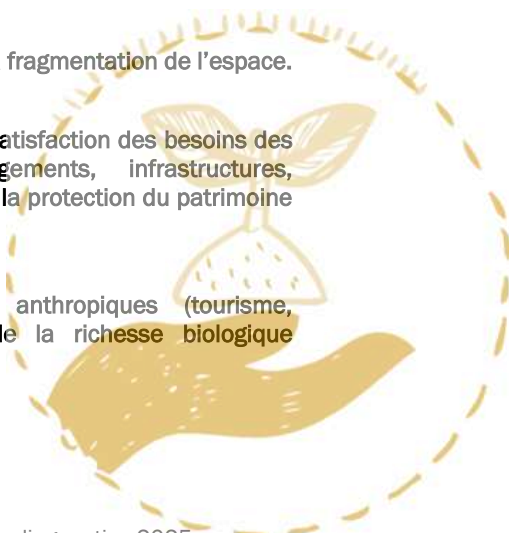 fragmentation de l’espace.
atisfaction des besoins des
gements, infrastructures,
la protection du patrimoine
anthropiques (tourisme,
le la richesse biologique